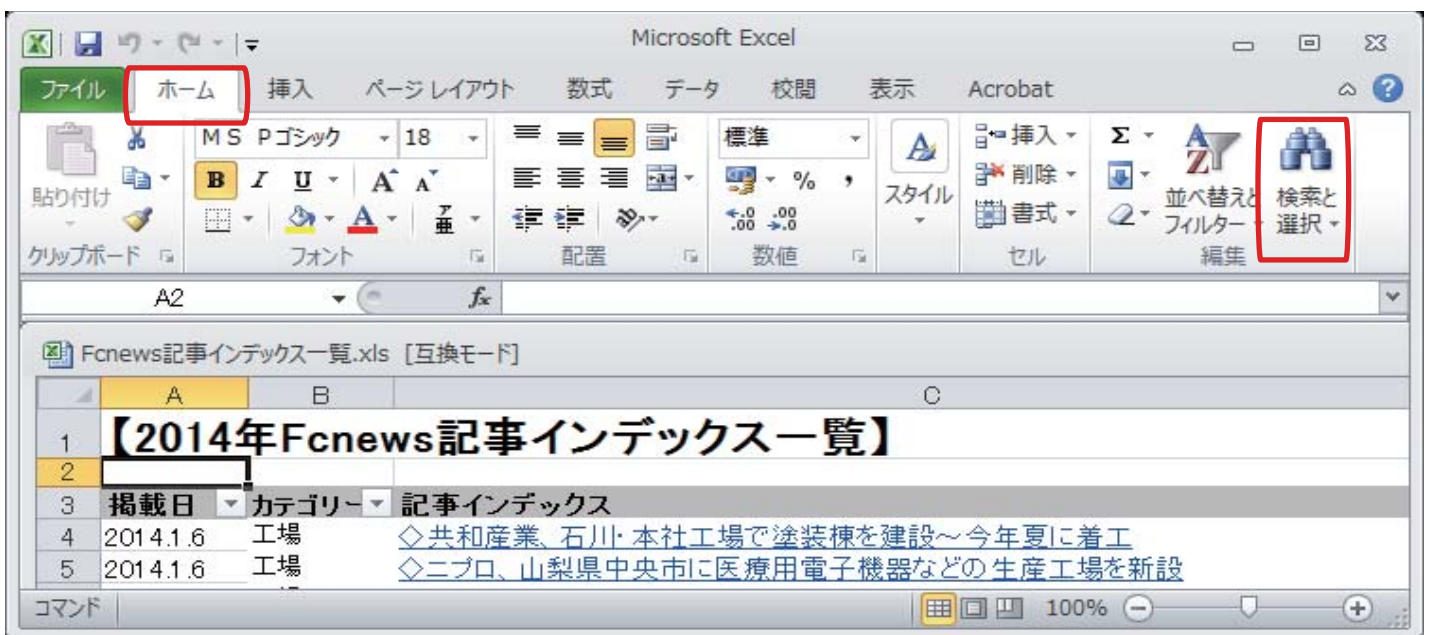 Microsoft Excel
ファイル ホーム 挿入 ページ レイアウト 数式 データ 校閲 表示 Acrobat
貼り付け
クリップボード
ＭＳ Ｐゴシック 18
B I U A A
A ア 亜
フォント
配置
標準
% ,
.0 .00 .00 .0
数値
A スタイル
挿入
削除
書式
セル
Σ
A Z 並べ替えと フィルター
検索と 選択
編集
A2 fx
Fcnews記事インデックス一覧.xls [互換モード]
A B C
1 【2014年Fcnews記事インデックス一覧】
2
3 掲載日 カテゴリー 記事インデックス
4 2014.1.6 工場 ◇共和産業、石川・本社工場で塗装棟を建設～今年夏に着工
5 2014.1.6 工場 ◇ニプロ、山梨県中央市に医療用電子機器などの生産工場を新設
コマンド 100%